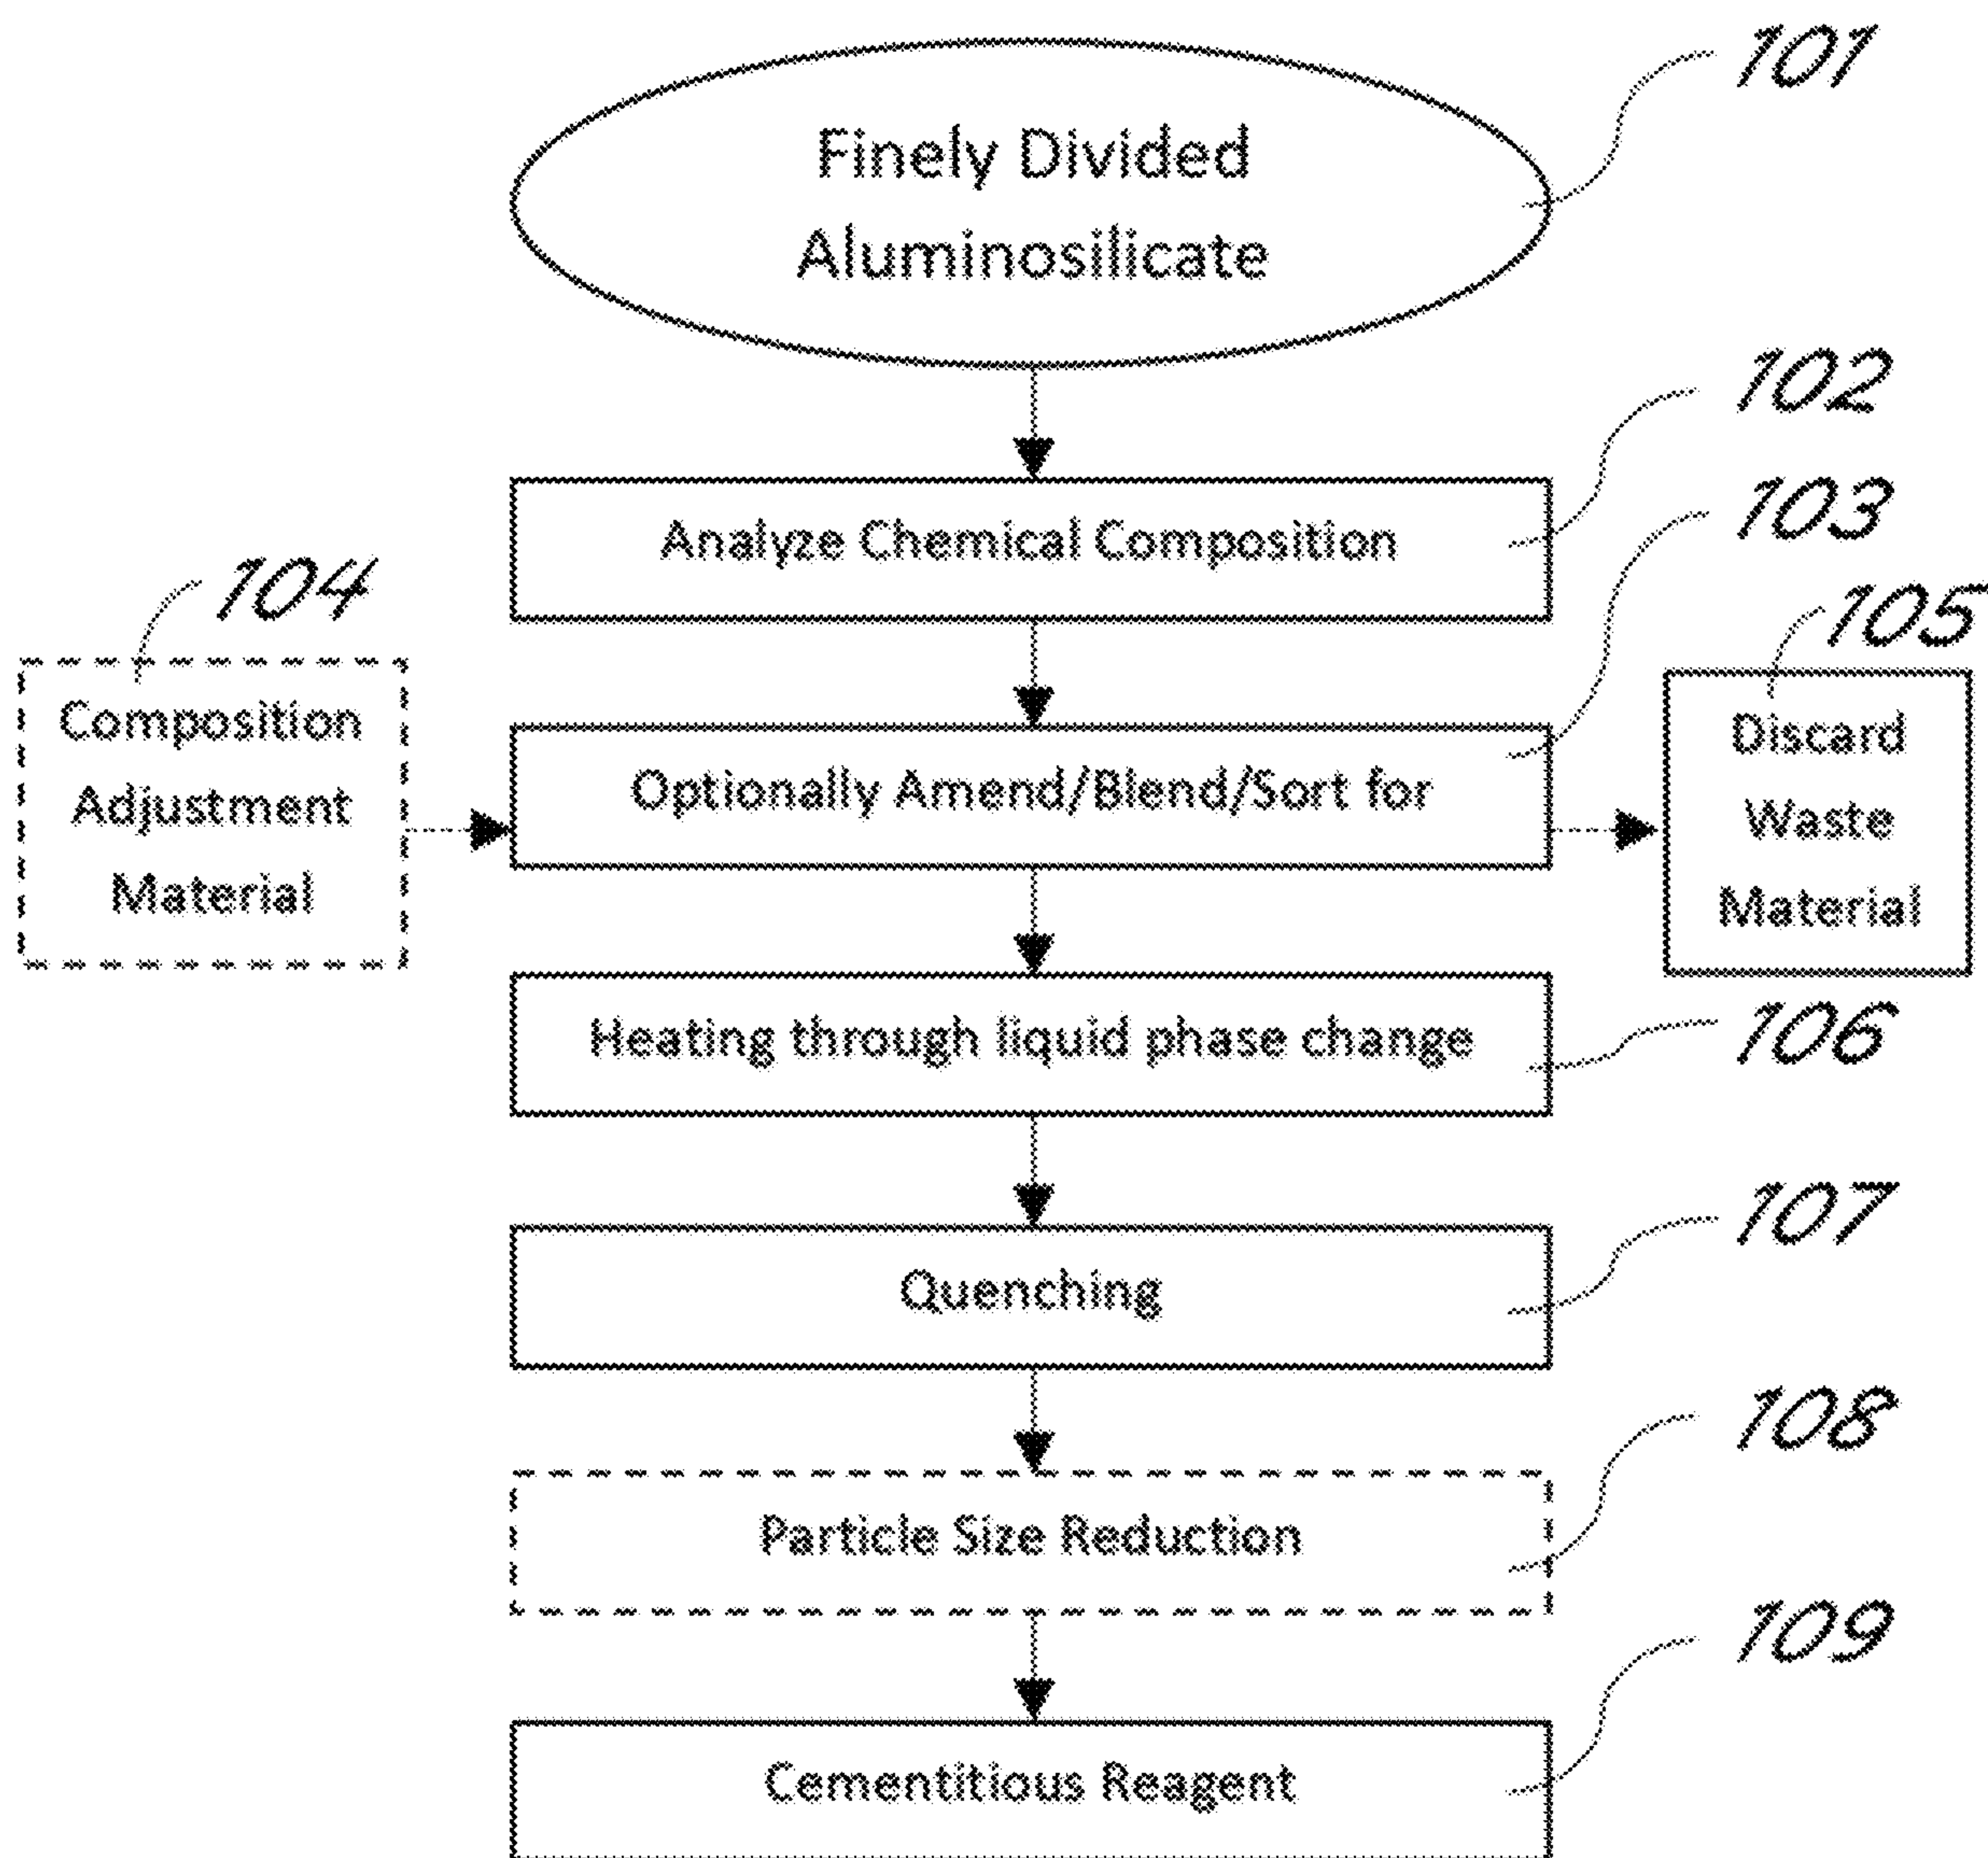 101
Finely Divided
Aluminosilicate
102
Analyze Chemical Composition
103
104
Composition
Adjustment
Material
Optionally Amend/Blend/Sort for
105
Discard
Waste
Material
Heating through liquid phase change
106
Quenching
107
Particle Size Reduction
108
Cementitious Reagent
109